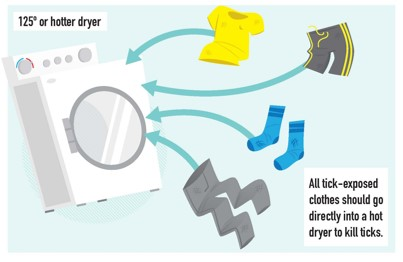 125° or hotter dryer
All tick-exposed
clothes should go
directly into a hot
dryer to kill ticks.